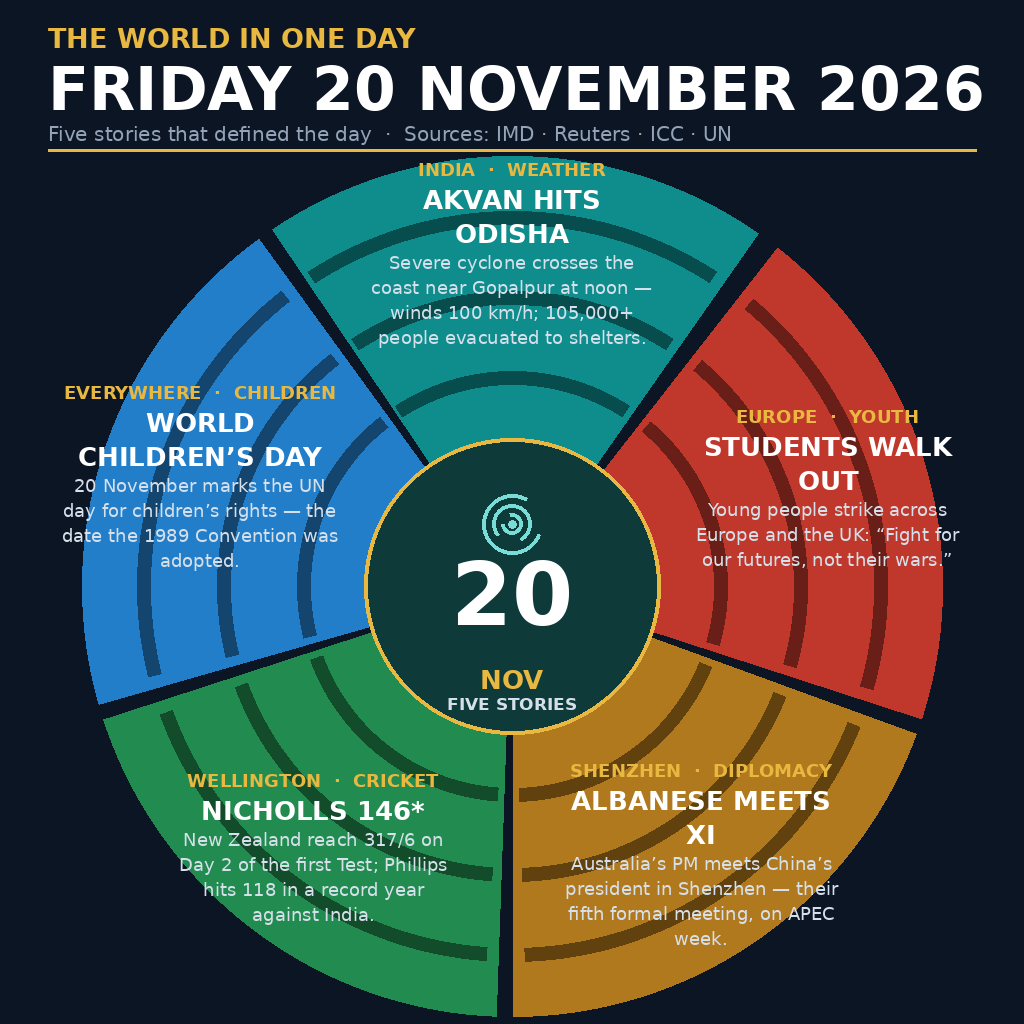 THE WORLD IN ONE DAY
FRIDAY 20 NOVEMBER 2026
Five stories that defined the day · Sources: IMD · Reuters · ICC · UN
INDIA · WEATHER
AKVAN HITS
ODISHA
Severe cyclone crosses the
coast near Gopalpur at noon —
winds 100 km/h; 105,000+
people evacuated to shelters.
EUROPE · YOUTH
STUDENTS WALK
OUT
Young people strike across
Europe and the UK: “Fight for
our futures, not their wars.”
SHENZHEN · DIPLOMACY
ALBANESE MEETS
XI
Australia’s PM meets China’s
president in Shenzhen — their
fifth formal meeting, on APEC
week.
WELLINGTON · CRICKET
NICHOLLS 146*
New Zealand reach 317/6 on
Day 2 of the first Test; Phillips
hits 118 in a record year
against India.
EVERYWHERE · CHILDREN
WORLD
CHILDREN’S DAY
20 November marks the UN
day for children’s rights — the
date the 1989 Convention was
adopted.
20
NOV
FIVE STORIES